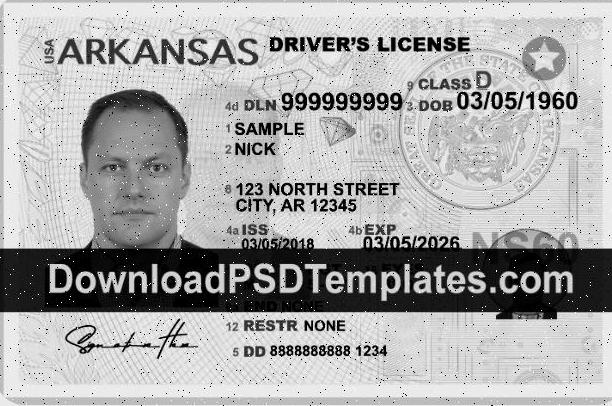 USA ARKANSAS DRIVER'S LICENSE
9 CLASS D
4d DLN 999999999 3 DOB 03/05/1960
1 SAMPLE
2 NICK
8 123 NORTH STREET
CITY, AR 12345
4a ISS 4b EXP
03/05/2018 03/05/2026
NS60
DownloadPSDTemplates.com
END NONE
12 RESTR NONE
5 DD 8888888888 1234